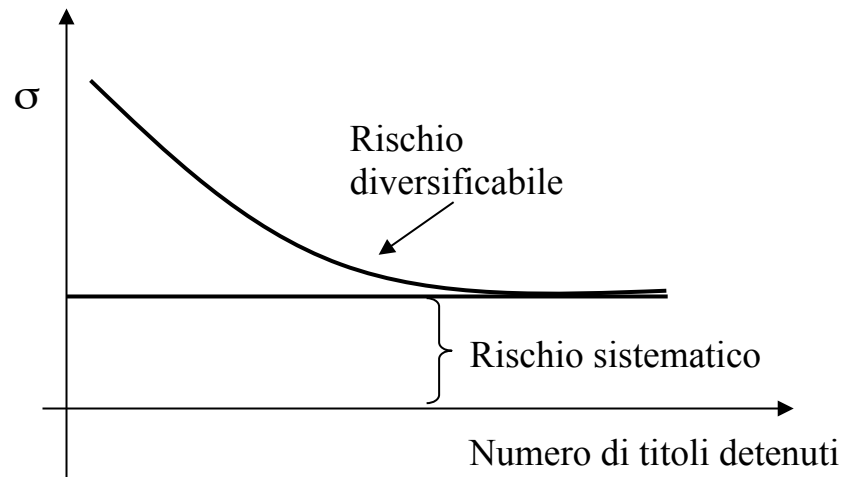 σ
Rischio
diversificabile
Rischio sistematico
Numero di titoli detenuti